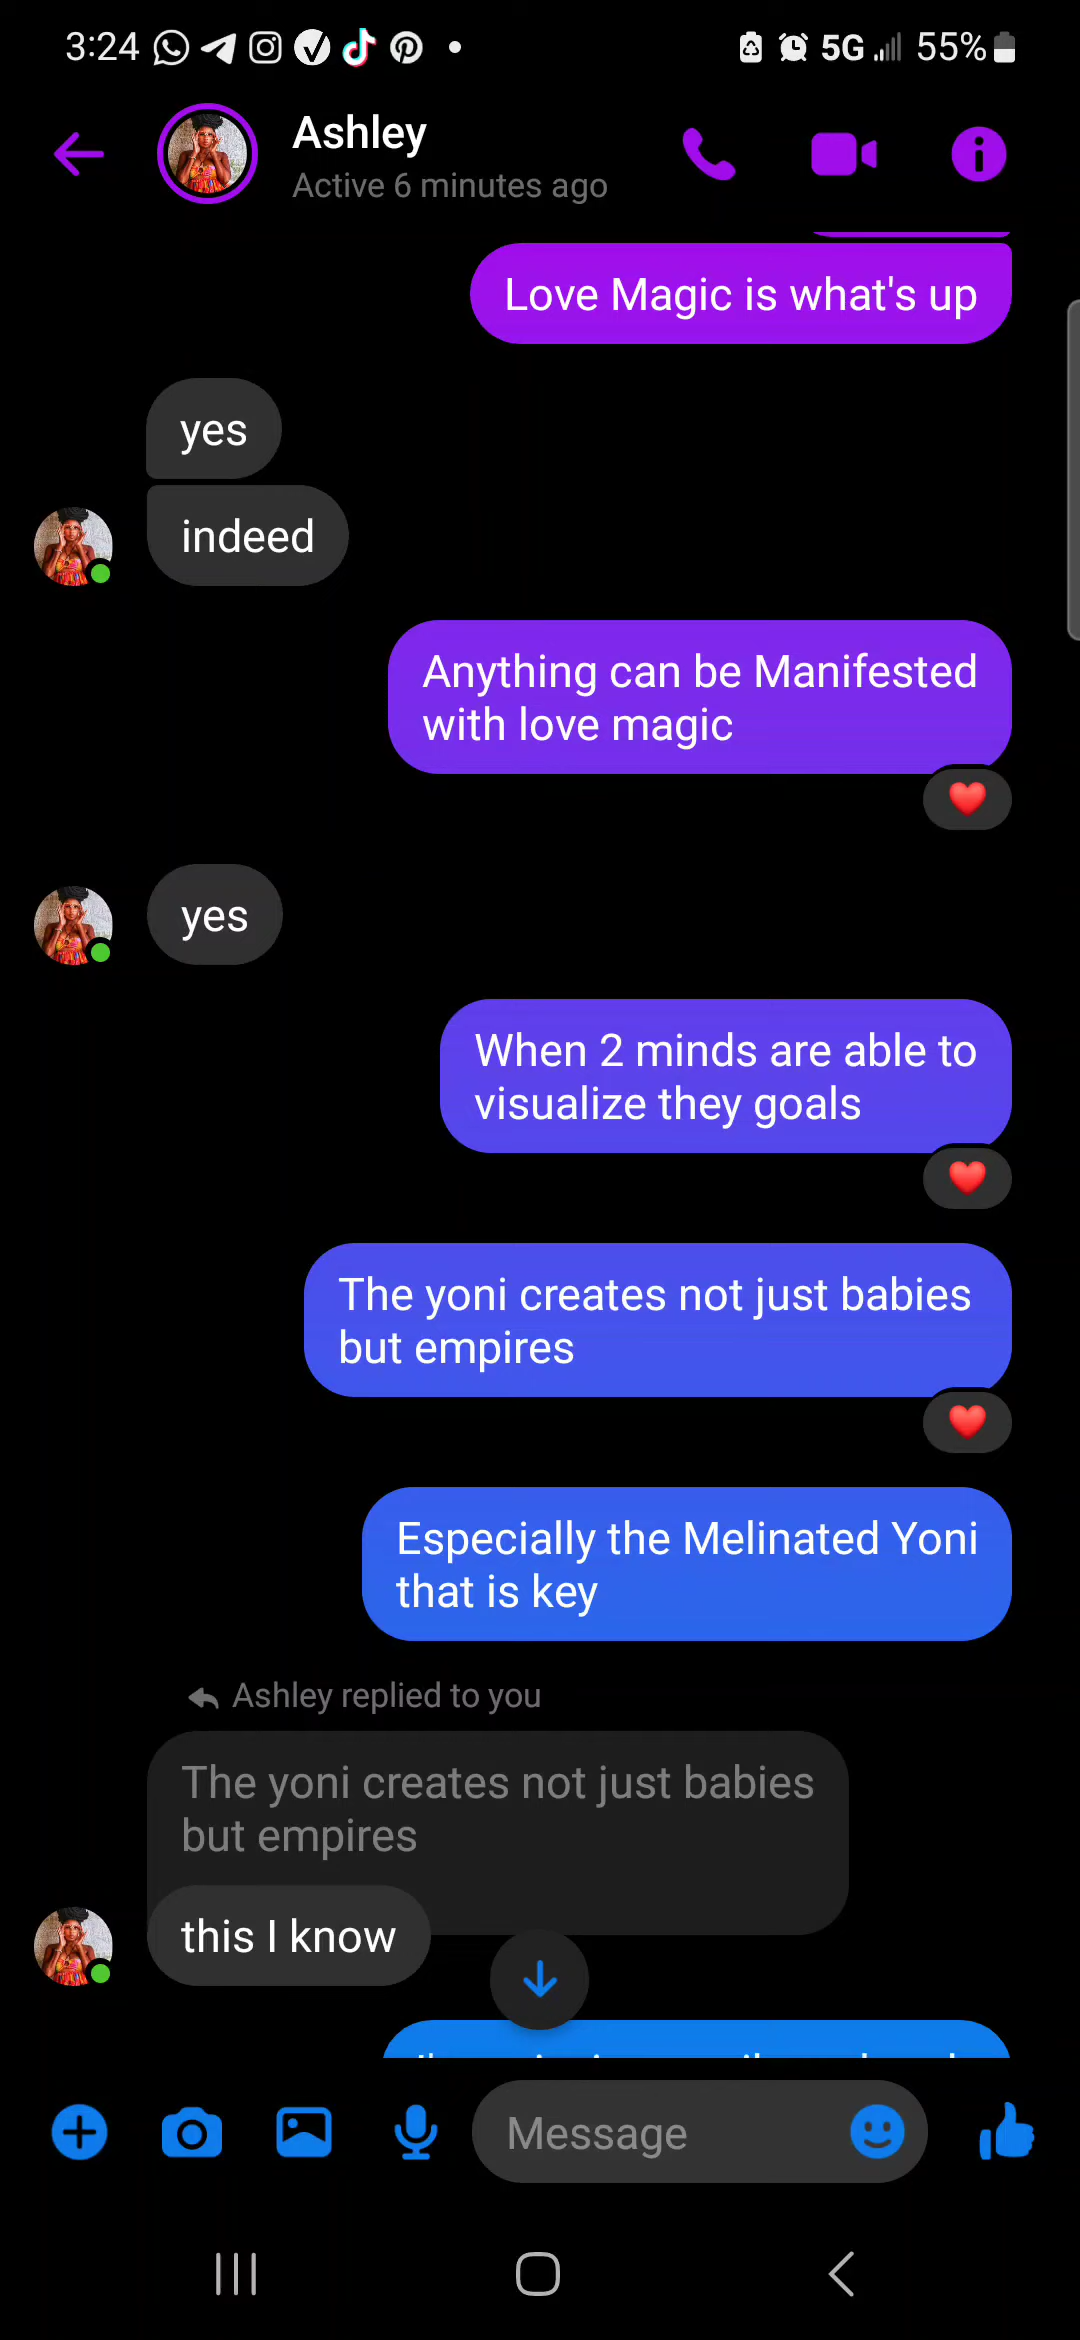 3:24
5G
55%
Ashley
Active 6 minutes ago
Love Magic is what's up
yes
indeed
Anything can be Manifested
with love magic
yes
When 2 minds are able to
visualize they goals
The yoni creates not just babies
but empires
Especially the Melinated Yoni
that is key
Ashley replied to you
The yoni creates not just babies
but empires
this I know
Message